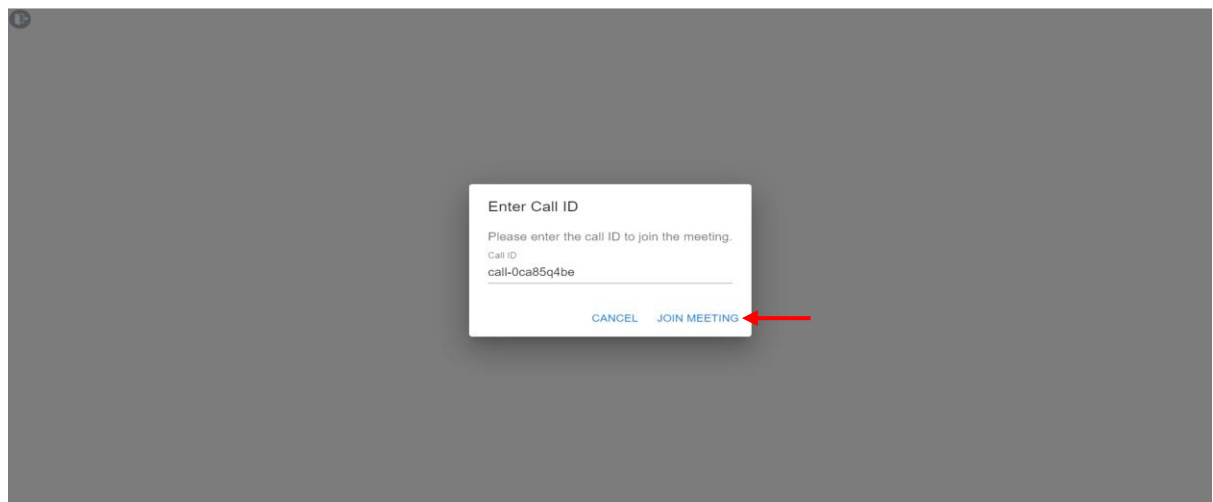 Enter Call ID
Please enter the call ID to join the meeting.
Call ID
call-0ca85q4be
CANCEL JOIN MEETING